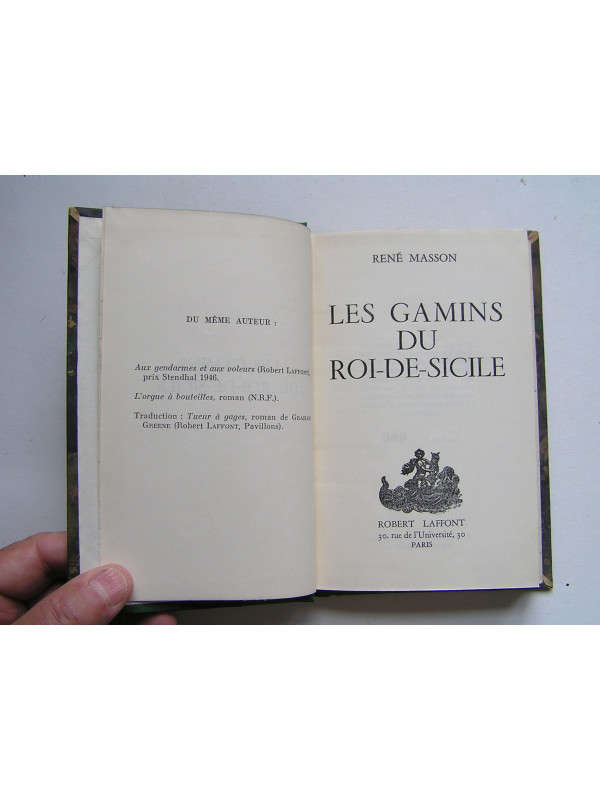 DU MÊME AUTEUR :
Aux gendarmes et aux voleurs (Robert LAFFONT,
prix Stendhal 1946.
L'orgue à bouteilles, roman (N.R.F.).
Traduction : Tueur à gages, roman de GRAHAM
GREENE (Robert LAFFONT, Pavillons).
RENÉ MASSON
LES GAMINS
DU
ROI-DE-SICILE
ROBERT LAFFONT
30, rue de l'Université, 30
PARIS